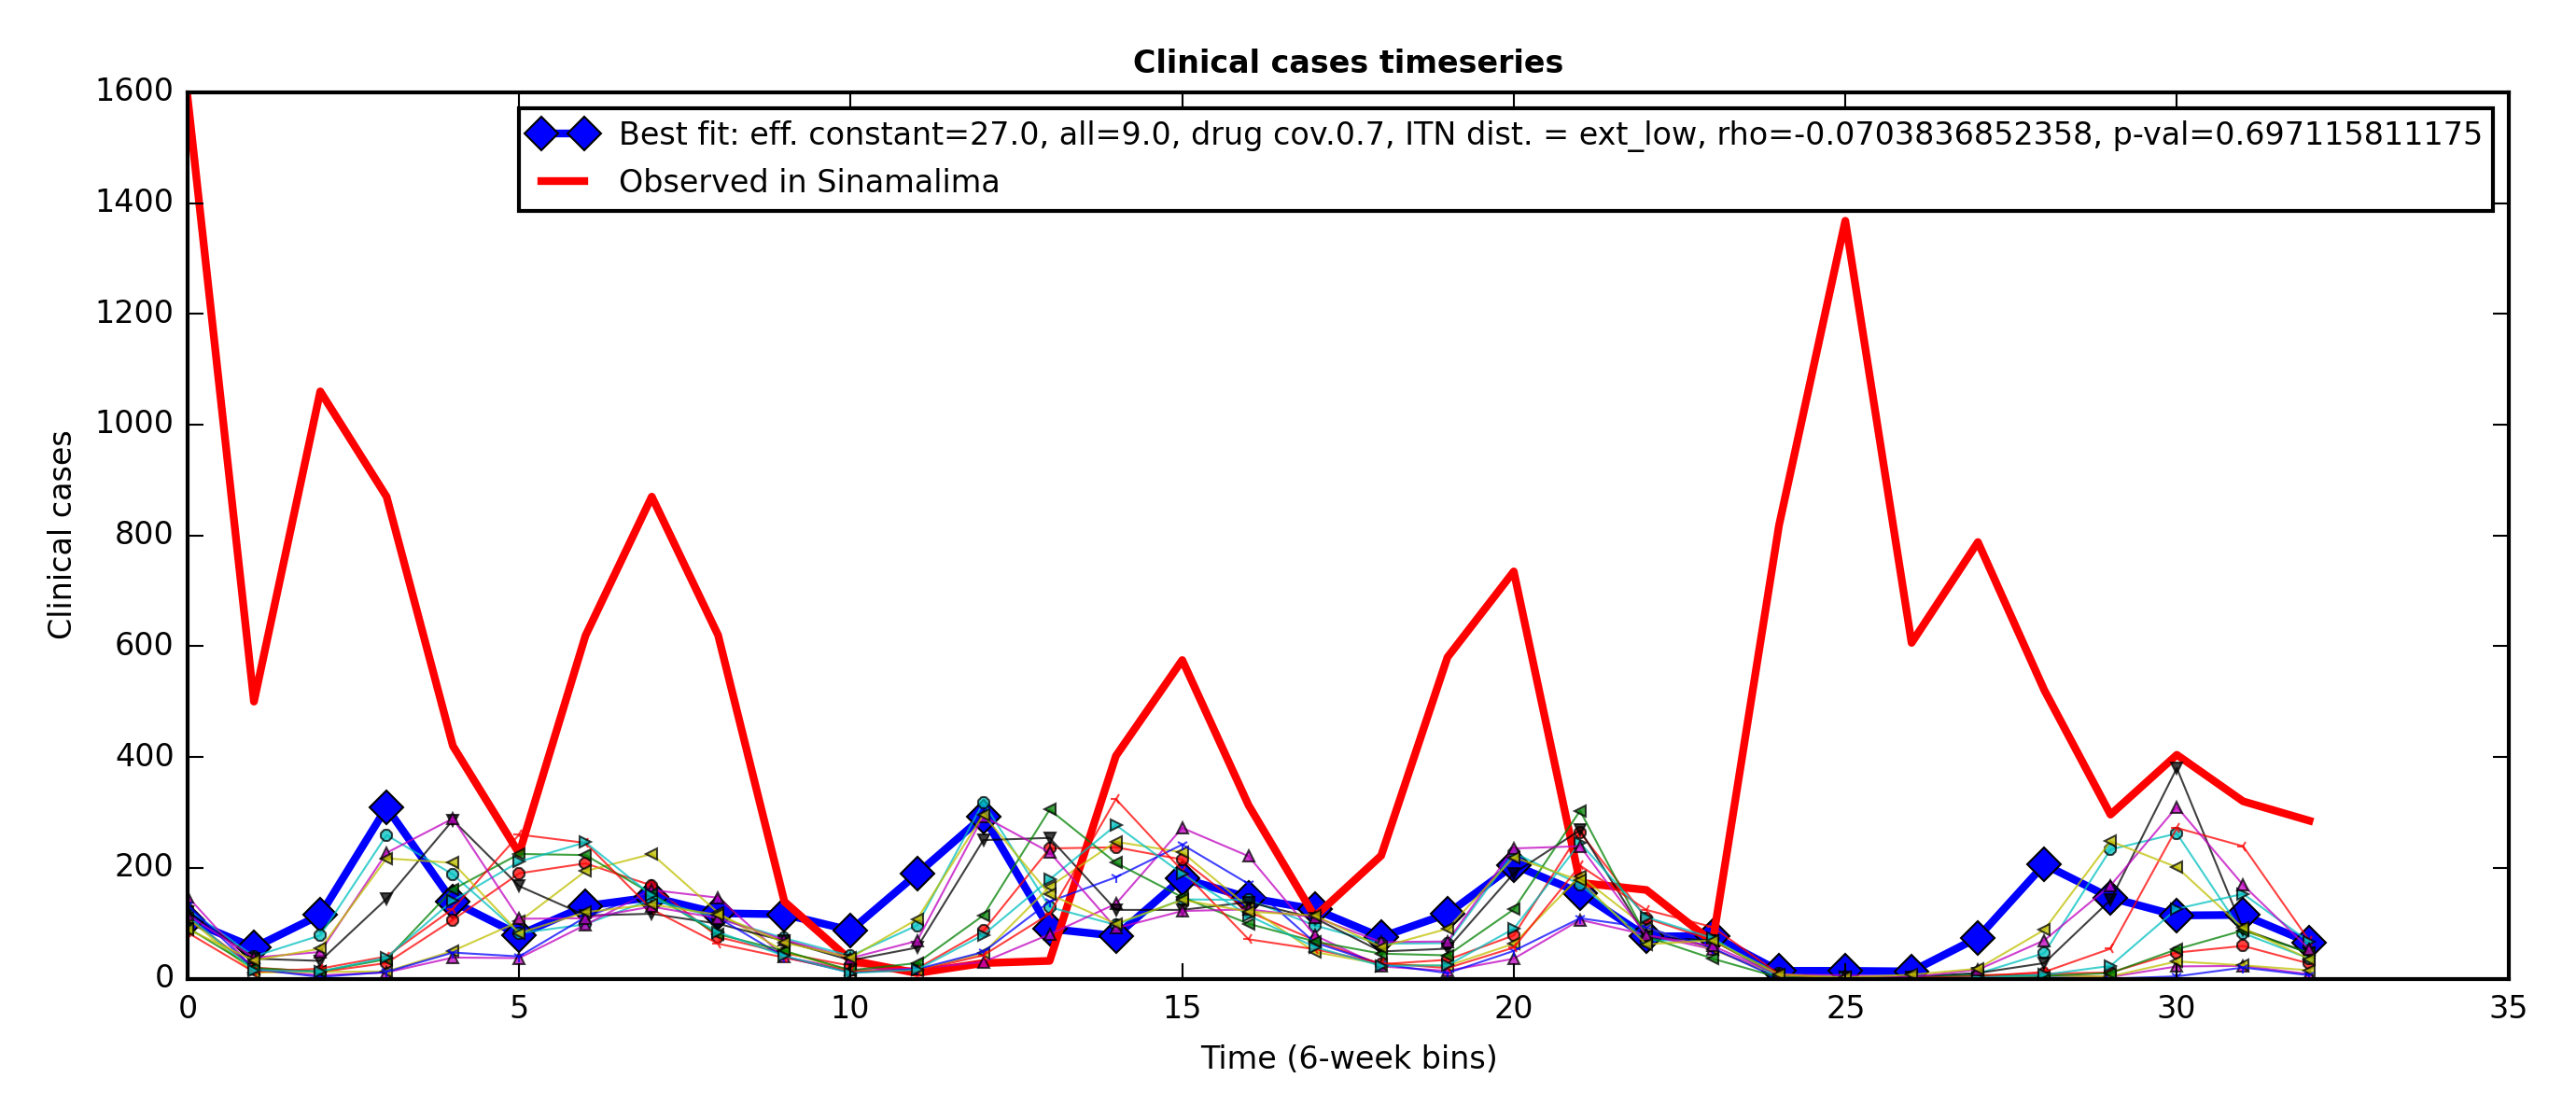 Clinical cases timeseries
1600
1400
1200
1000
800
600
400
200
0
Clinical cases
Best fit: eff. constant=27.0, all=9.0, drug cov.0.7, ITN dist. = ext_low, rho=-0.0703836852358, p-val=0.697115811175
Observed in Sinamalima
0 5 10 15 20 25 30 35
Time (6-week bins)